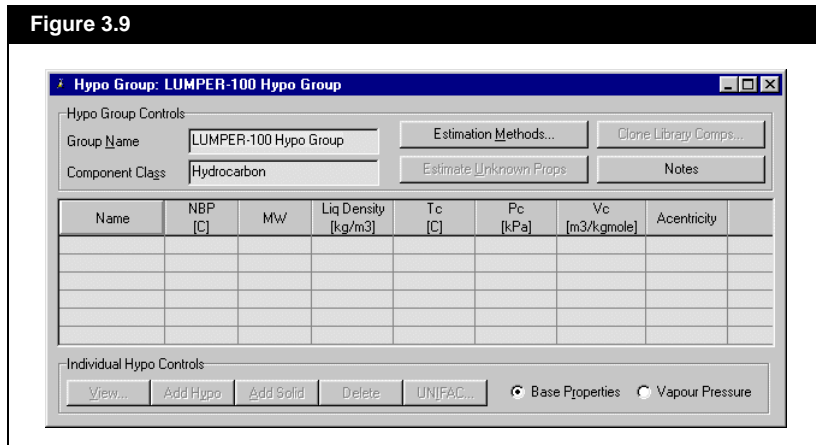 Figure 3.9
Hypo Group: LUMPER-100 Hypo Group
Hypo Group Controls
Group Name LUMPER-100 Hypo Group Estimation Methods... Clone Library Comps...
Component Class Hydrocarbon Estimate Unknown Props Notes
Name NBP [C] MW Liq Density [kg/m3] Tc [C] Pc [kPa] Vc [m3/kgmole] Acentricity
Individual Hypo Controls
View... Add Hypo Add Solid Delete UNIFAC... Base Properties Vapour Pressure